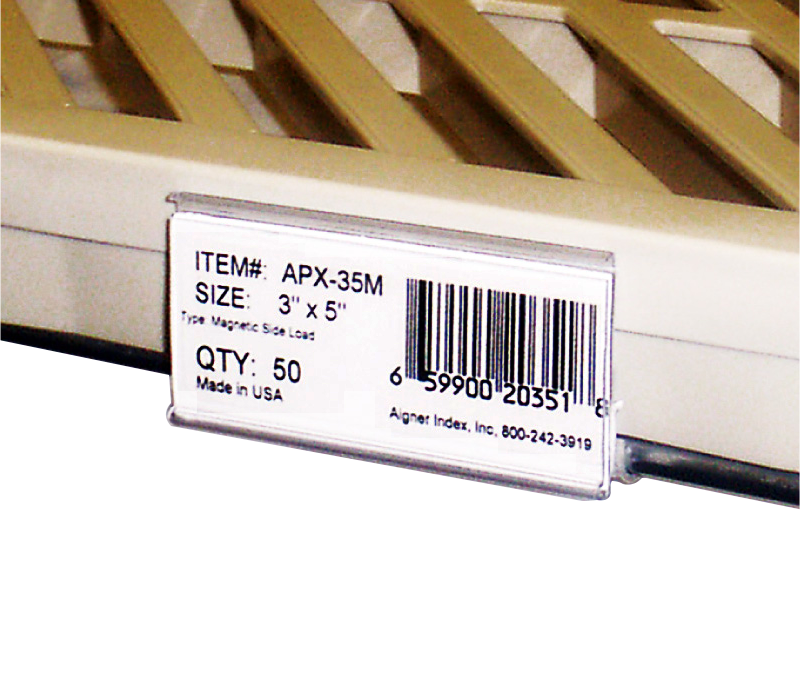 ITEM#: APX-35M
SIZE: 3" x 5"
Type: Magnetic Side Load
QTY: 50
Made in USA
6 59900 20351 8
Aigner Index, Inc, 800-242-3919